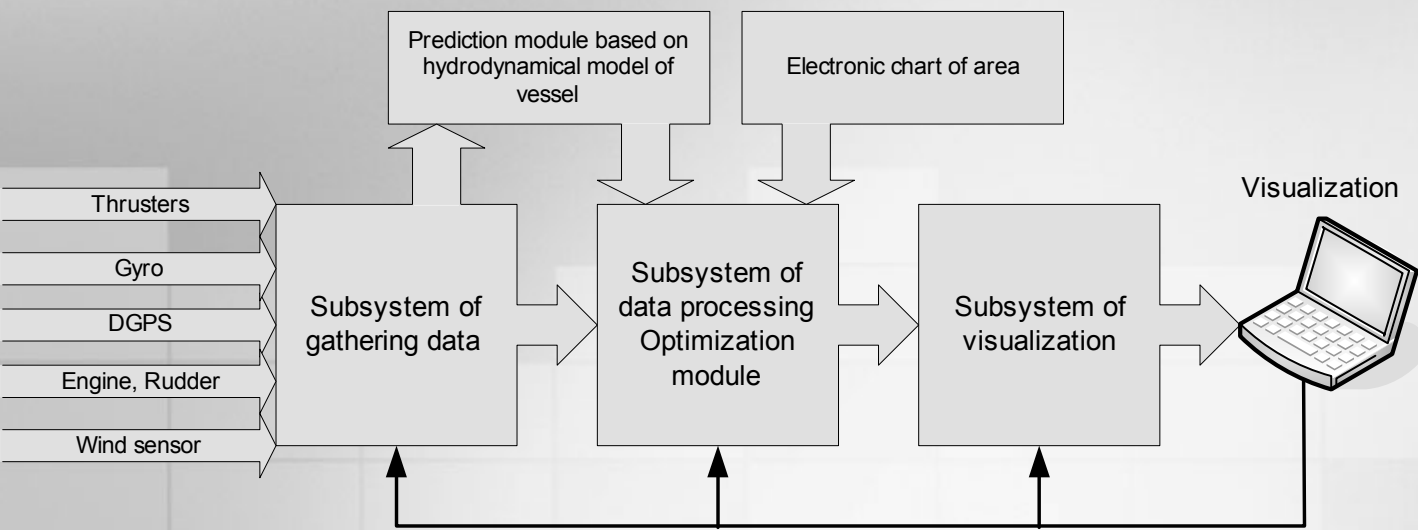 Prediction module based on
hydrodynamical model of
vessel
Electronic chart of area
Visualization
Thrusters
Gyro
DGPS
Engine, Rudder
Wind sensor
Subsystem of
gathering data
Subsystem of
data processing
Optimization
module
Subsystem of
visualization